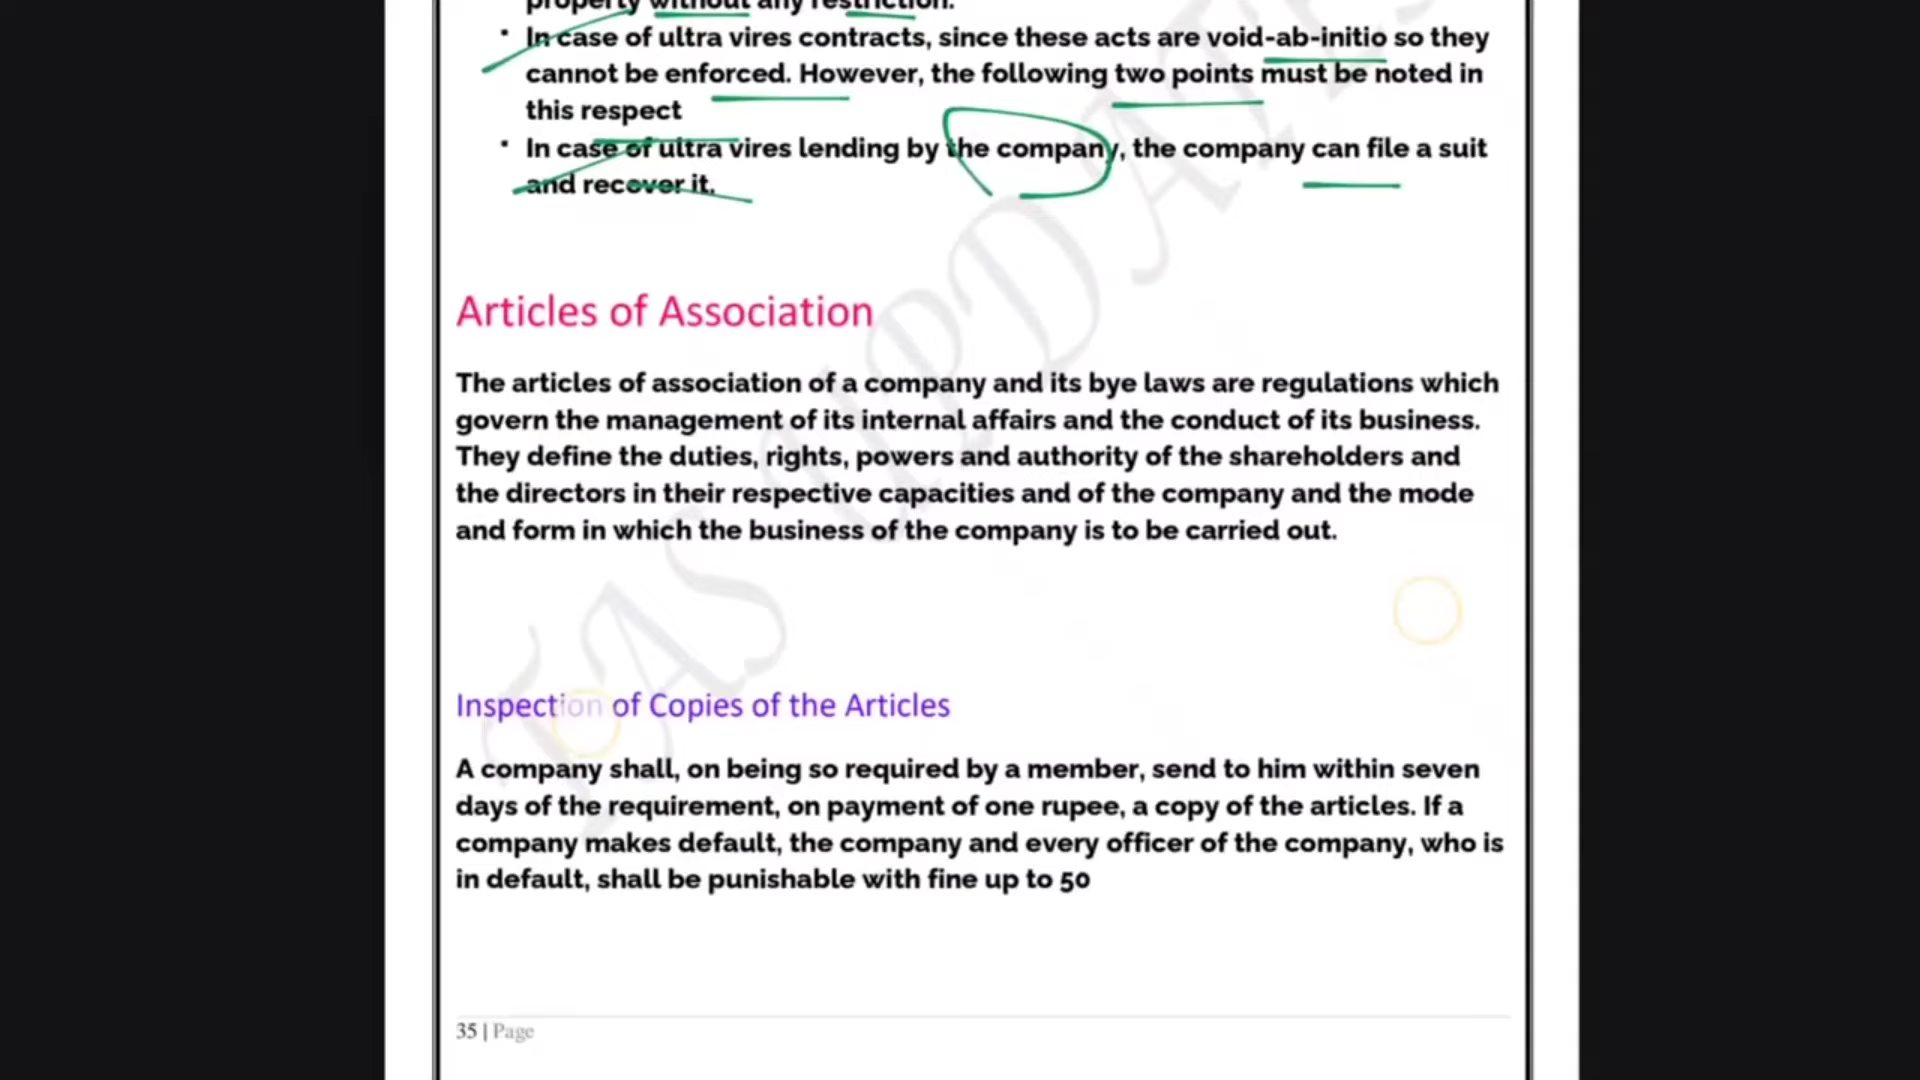 property without any restriction.
· In case of ultra vires contracts, since these acts are void-ab-initio so they
cannot be enforced. However, the following two points must be noted in
this respect
· In case of ultra vires lending by the company, the company can file a suit
and recover it.
Articles of Association
The articles of association of a company and its bye laws are regulations which
govern the management of its internal affairs and the conduct of its business.
They define the duties, rights, powers and authority of the shareholders and
the directors in their respective capacities and of the company and the mode
and form in which the business of the company is to be carried out.
Inspection of Copies of the Articles
A company shall, on being so required by a member, send to him within seven
days of the requirement, on payment of one rupee, a copy of the articles. If a
company makes default, the company and every officer of the company, who is
in default, shall be punishable with fine up to 50
35 | Page